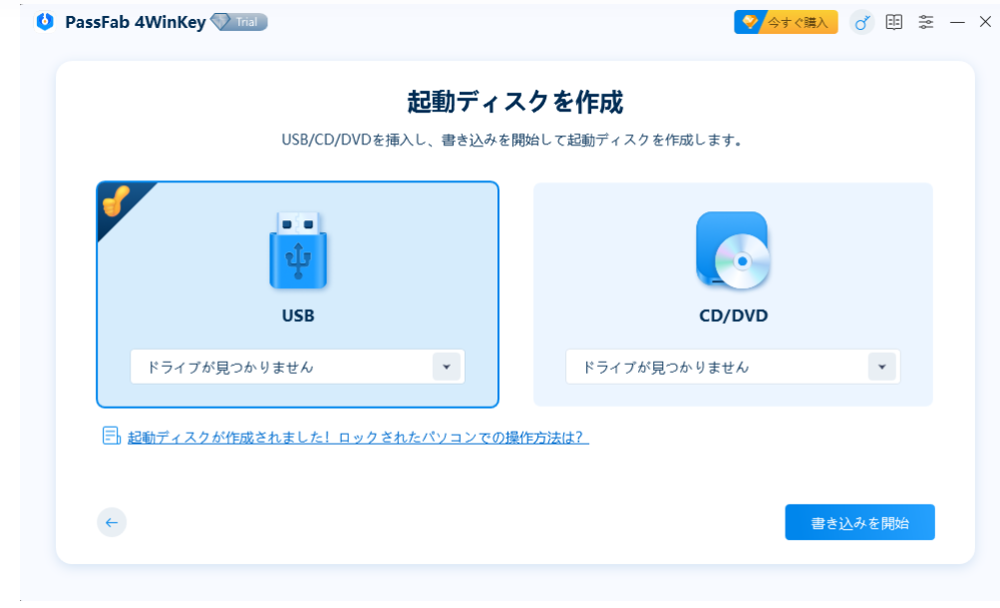 PassFab 4WinKey Trial 今すぐ購入
起動ディスクを作成
USB/CD/DVDを挿入し、書き込みを開始して起動ディスクを作成します。
USB
ドライブが見つかりません
CD/DVD
ドライブが見つかりません
起動ディスクが作成されました！ロックされたパソコンでの操作方法は？
書き込みを開始